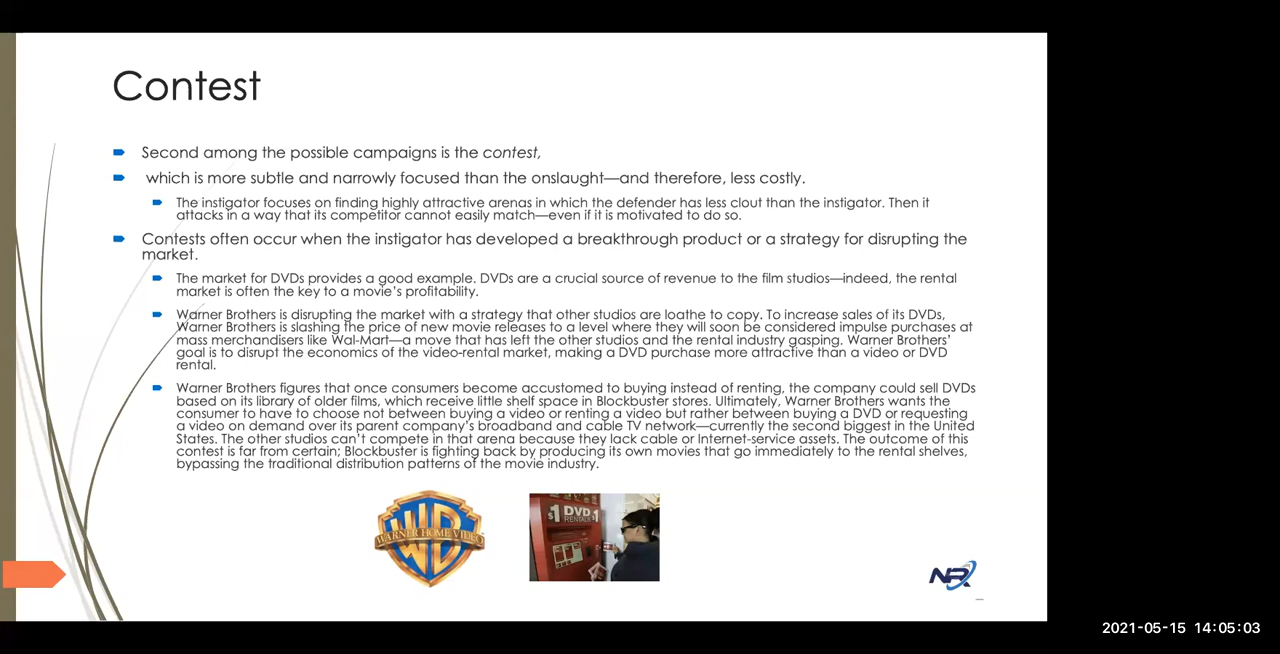 Contest
Second among the possible campaigns is the contest,
which is more subtle and narrowly focused than the onslaught—and therefore, less costly.
The instigator focuses on finding highly attractive arenas in which the defender has less clout than the instigator. Then it
attacks in a way that its competitor cannot easily match—even if it is motivated to do so.
Contests often occur when the instigator has developed a breakthrough product or a strategy for disrupting the
market.
The market for DVDs provides a good example. DVDs are a crucial source of revenue to the film studios—indeed, the rental
market is often the key to a movie's profitability.
Warner Brothers is disrupting the market with a strategy that other studios are loathe to copy. To increase sales of its DVDs,
Warner Brothers is slashing the price of new movie releases to a level where they will soon be considered impulse purchases at
mass merchandisers like Wal-Mart—a move that has left the other studios and the rental industry gasping. Warner Brothers'
goal is to disrupt the economics of the video-rental market, making a DVD purchase more attractive than a video or DVD
rental.
Warner Brothers figures that once consumers become accustomed to buying instead of renting, the company could sell DVDs
based on its library of older films, which receive little shelf space in Blockbuster stores. Ultimately, Warner Brothers wants the
consumer to have to choose not between buying a video or renting a video but rather between buying a DVD or requesting
a video on demand over its parent company's broadband and cable TV network—currently the second biggest in the United
States. The other studios can't compete in that arena because they lack cable or Internet-service assets. The outcome of this
contest is far from certain; Blockbuster is fighting back by producing its own movies that go immediately to the rental shelves,
bypassing the traditional distribution patterns of the movie industry.
WB
WARNER HOME VIDEO
$1 DVD $1
RENTALS
NR
2021-05-15 14:05:03